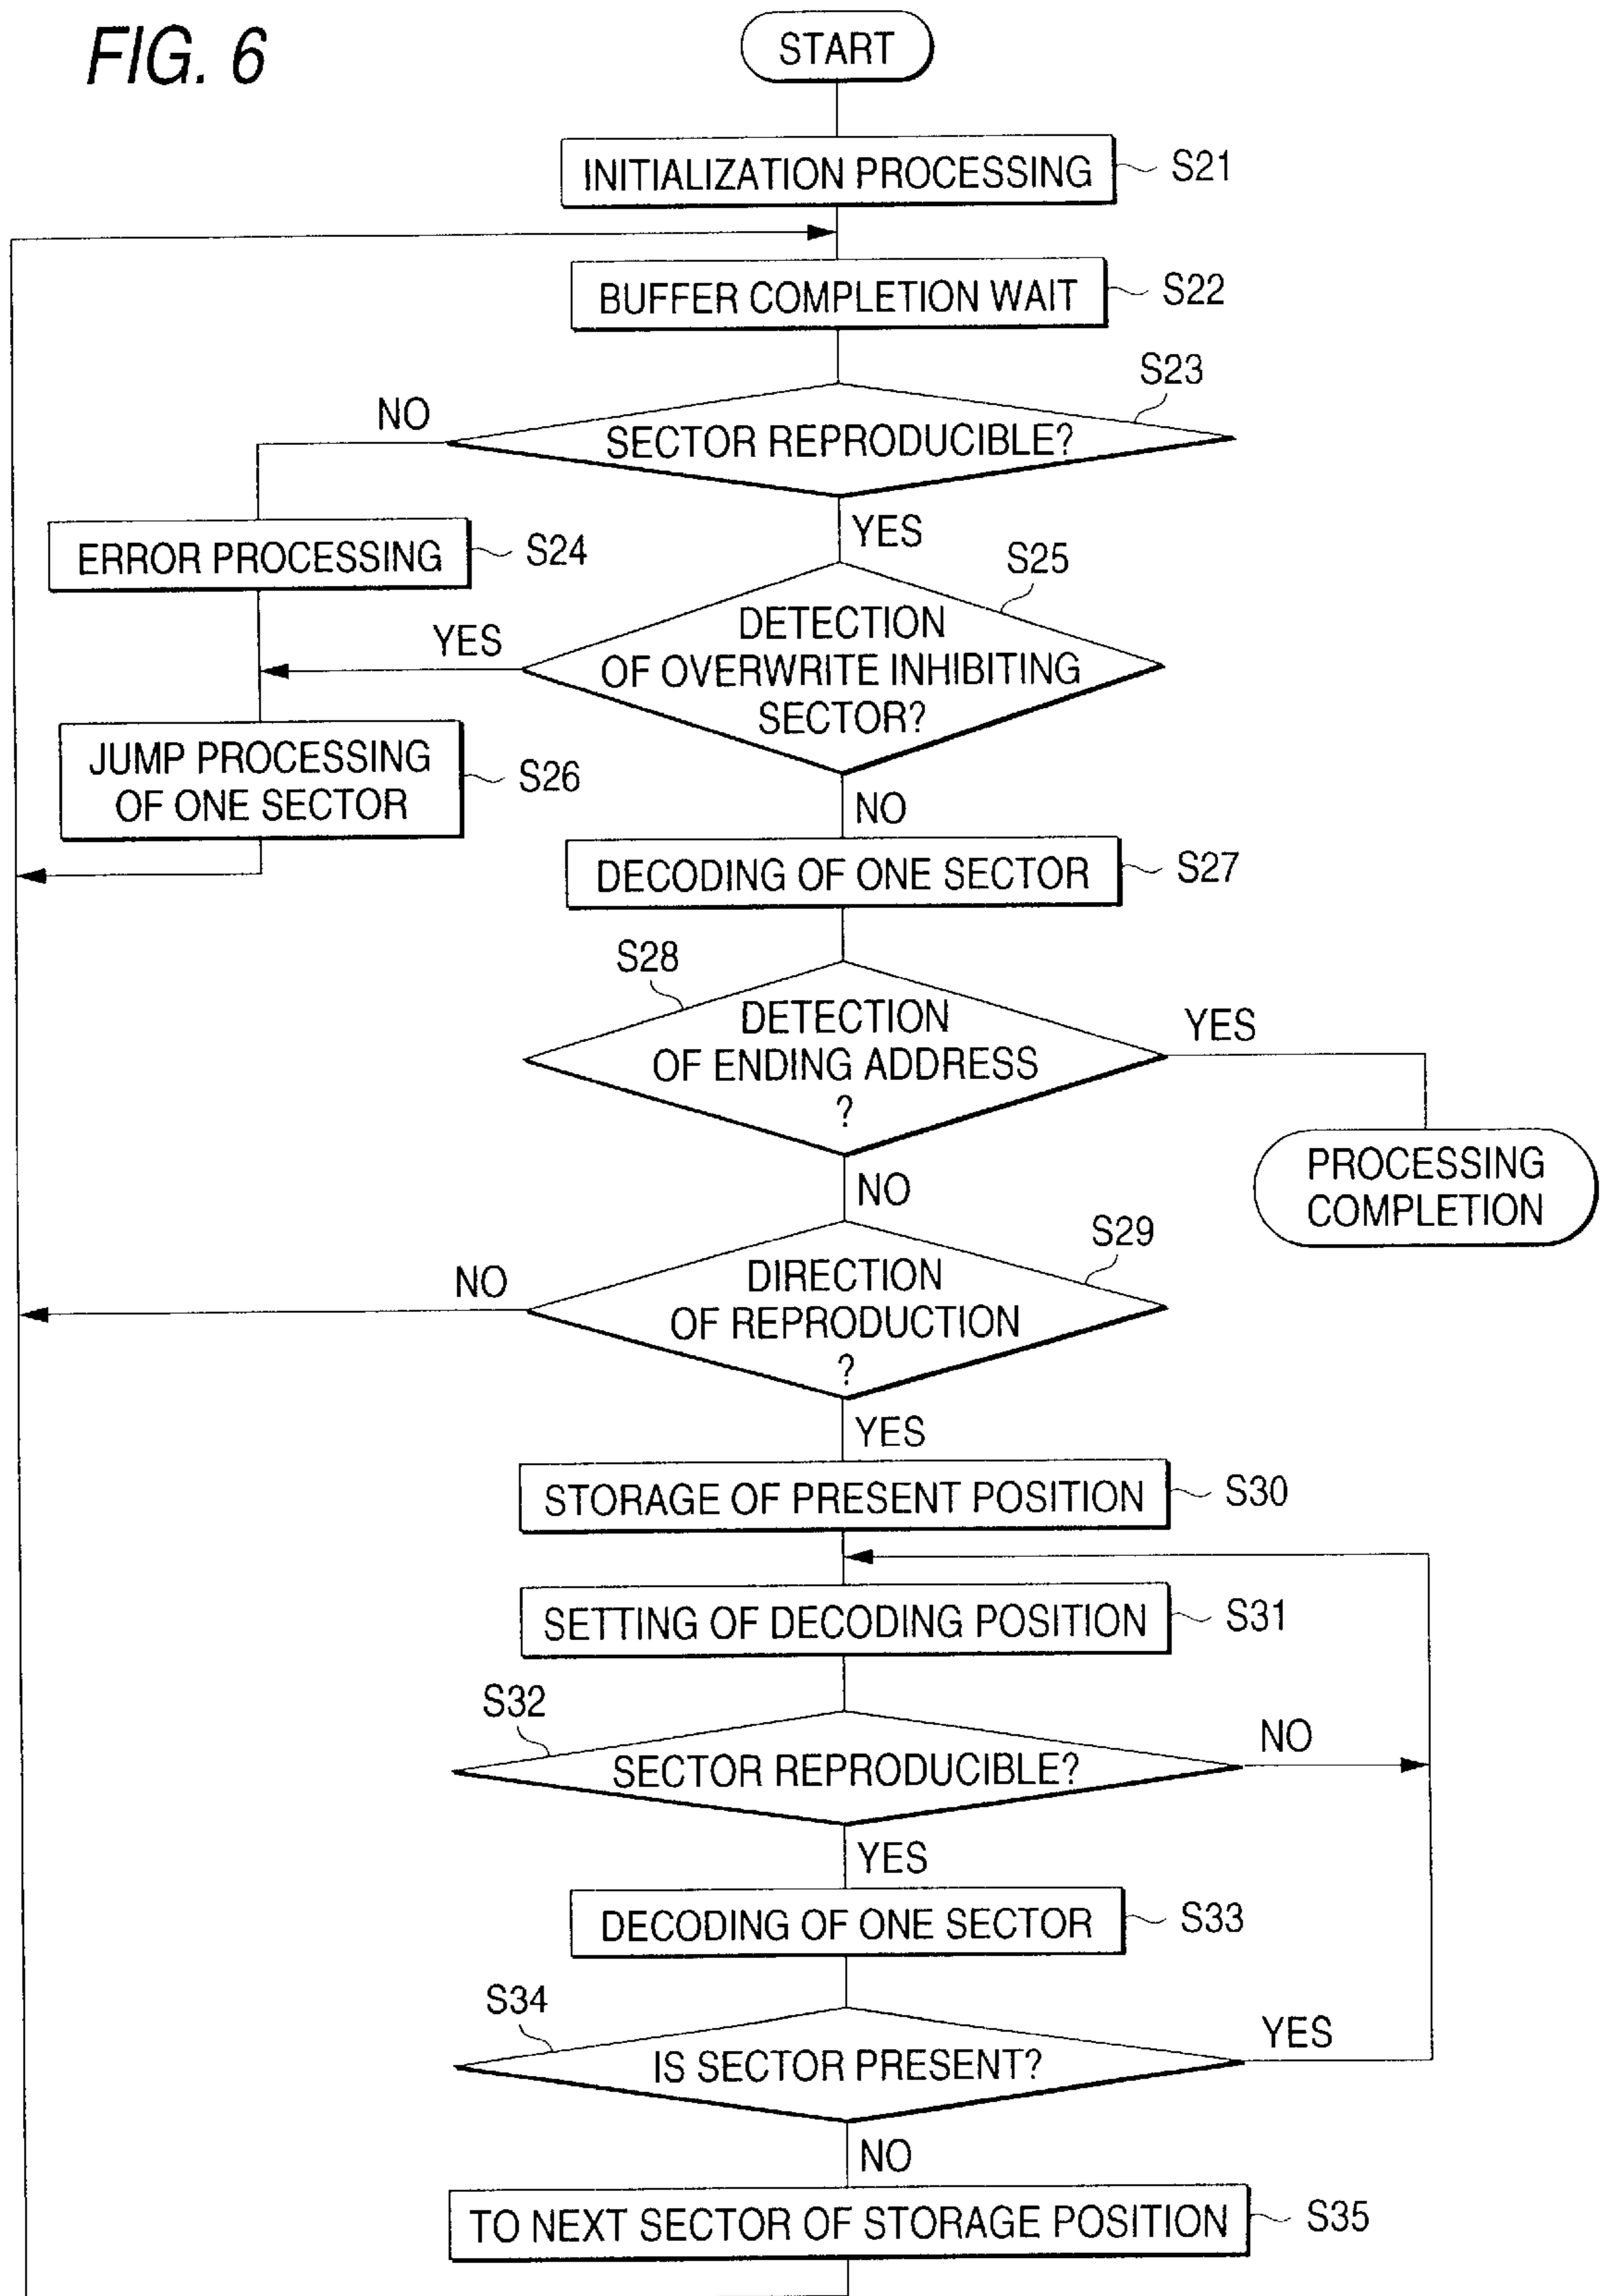 FIG. 6
START
INITIALIZATION PROCESSING
S21
BUFFER COMPLETION WAIT
S22
S23
NO
SECTOR REPRODUCIBLE?
YES
ERROR PROCESSING
S24
S25
YES
DETECTION
OF OVERWRITE INHIBITING
SECTOR?
JUMP PROCESSING
OF ONE SECTOR
S26
NO
DECODING OF ONE SECTOR
S27
S28
DETECTION
OF ENDING ADDRESS
?
YES
PROCESSING
COMPLETION
NO
S29
NO
DIRECTION
OF REPRODUCTION
?
YES
STORAGE OF PRESENT POSITION
S30
SETTING OF DECODING POSITION
S31
S32
SECTOR REPRODUCIBLE?
NO
YES
DECODING OF ONE SECTOR
S33
S34
IS SECTOR PRESENT?
YES
NO
TO NEXT SECTOR OF STORAGE POSITION
S35